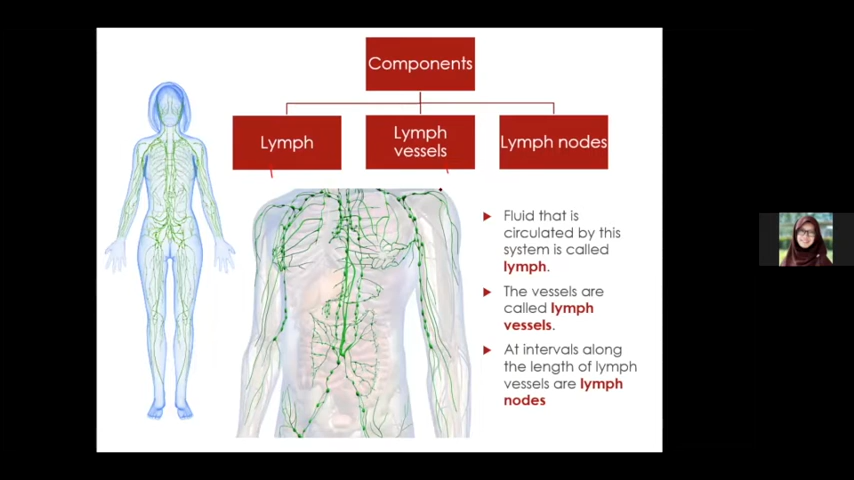 Components
Lymph
Lymph
vessels
Lymph nodes
Fluid that is
circulated by this
system is called
lymph.
The vessels are
called lymph
vessels.
At intervals along
the length of lymph
vessels are lymph
nodes